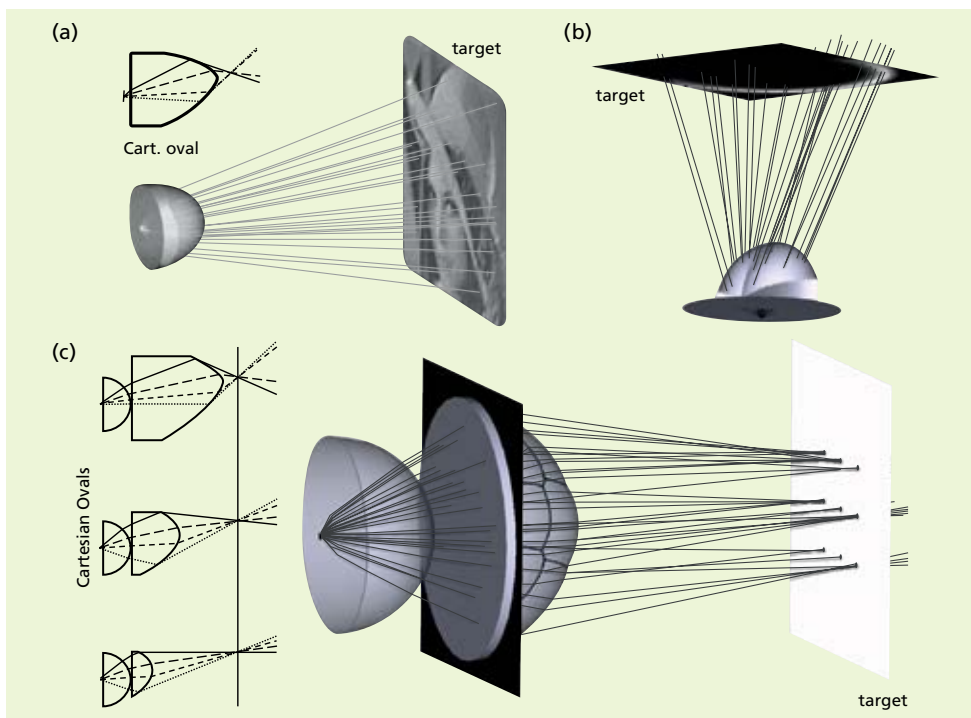 (a)
target
Cart. oval
(b)
target
(c)
Cartesian Ovals
target